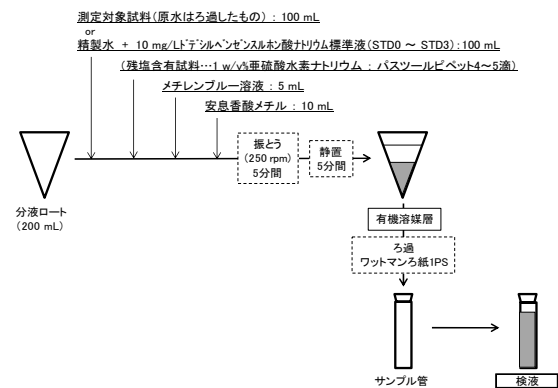 測定対象試料(原水はろ過したもの) : 100 mL
or
精製水 + 10 mg/Lﾄﾞﾃﾞｼﾙﾍﾞﾝｾﾞﾝスルホン酸ナトリウム標準液(STD0 ~ STD3) : 100 mL
(残塩含有試料…1 w/v%亜硫酸水素ナトリウム : パスツールピペット4~5滴)
メチレンブルー溶液 : 5 mL
安息香酸メチル : 10 mL
振とう
(250 rpm)
5分間
静置
5分間
分液ロート
(200 mL)
有機溶媒層
ろ過
ワットマンろ紙1PS
サンプル管
検液